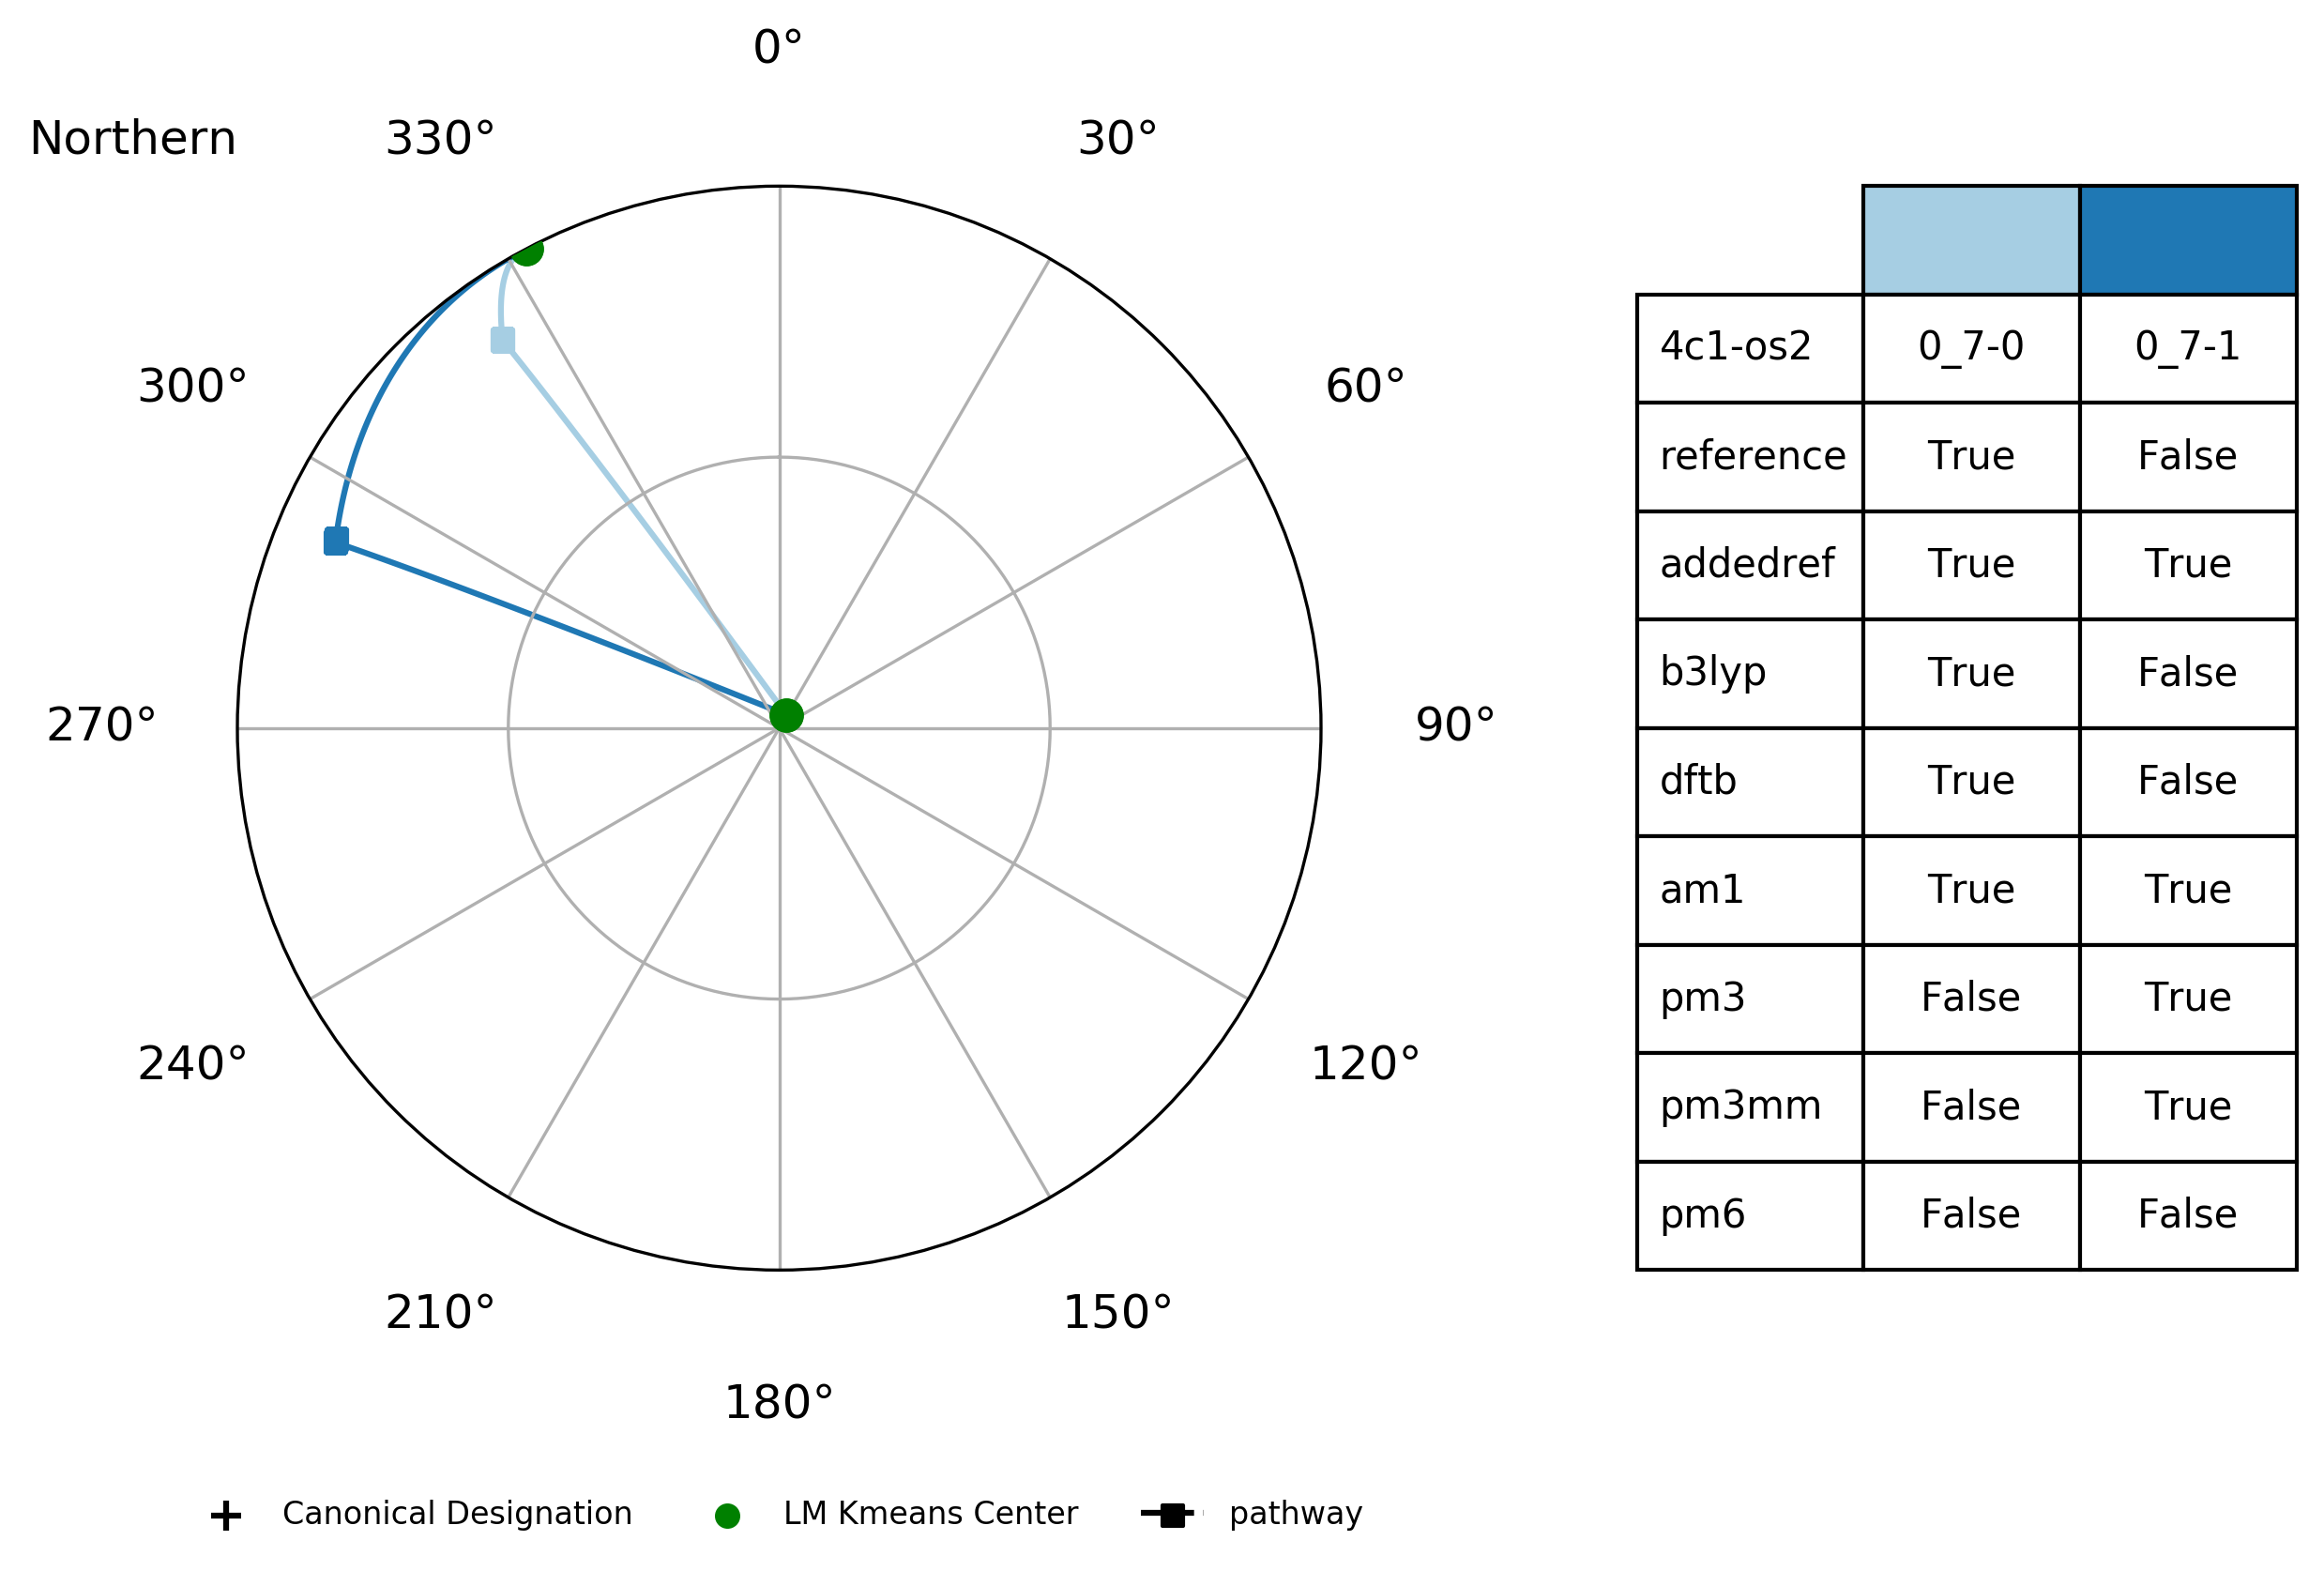 0°
Northern
330°
30°
300°
60°
270°
90°
240°
120°
210°
150°
180°
4c1-os2 0_7-0 0_7-1
reference True False
addedref True True
b3lyp True False
dftb True False
am1 True True
pm3 False True
pm3mm False True
pm6 False False
Canonical Designation LM Kmeans Center pathway